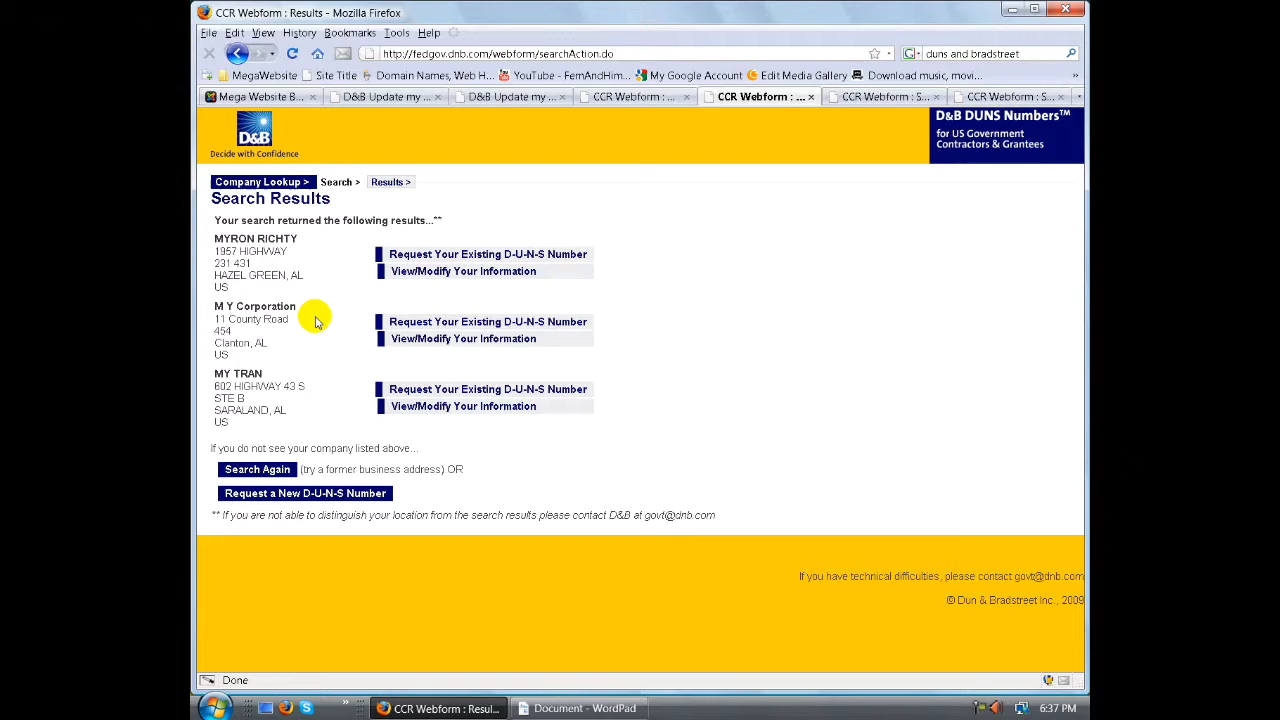 CCR Webform : Results - Mozilla Firefox
File Edit View History Bookmarks Tools Help
http://fedgov.dnb.com/webform/searchAction.do
duns and bradstreet
MegaWebsite Site Title Domain Names, Web H... YouTube - FemAndHim... My Google Account Edit Media Gallery Download music, movi... »
Mega Website B... D&B Update my ... D&B Update my ... CCR Webform : ... CCR Webform : ... CCR Webform : S... CCR Webform : S...
D&B
Decide with Confidence
D&B DUNS Numbers™
for US Government
Contractors & Grantees
Company Lookup > Search > Results >
Search Results
Your search returned the following results...**
MYRON RICHTY
1957 HIGHWAY
231 431
HAZEL GREEN, AL
US
Request Your Existing D-U-N-S Number
View/Modify Your Information
M Y Corporation
11 County Road
454
Clanton, AL
US
Request Your Existing D-U-N-S Number
View/Modify Your Information
MY TRAN
602 HIGHWAY 43 S
STE B
SARALAND, AL
US
Request Your Existing D-U-N-S Number
View/Modify Your Information
If you do not see your company listed above...
Search Again (try a former business address) OR
Request a New D-U-N-S Number
** If you are not able to distinguish your location from the search results please contact D&B at govt@dnb.com
If you have technical difficulties, please contact govt@dnb.com
© Dun & Bradstreet Inc., 2009
Done
» CCR Webform : Resul... Document - WordPad 6:37 PM